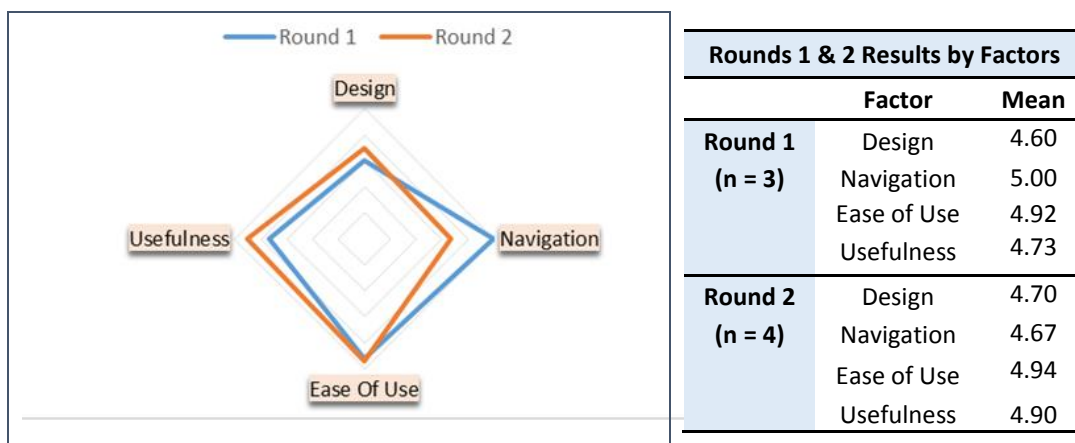 Round 1 Round 2
Design
Usefulness
Navigation
Ease Of Use
Rounds 1 & 2 Results by Factors
Factor Mean
Round 1 Design 4.60
(n = 3) Navigation 5.00
Ease of Use 4.92
Usefulness 4.73
Round 2 Design 4.70
(n = 4) Navigation 4.67
Ease of Use 4.94
Usefulness 4.90